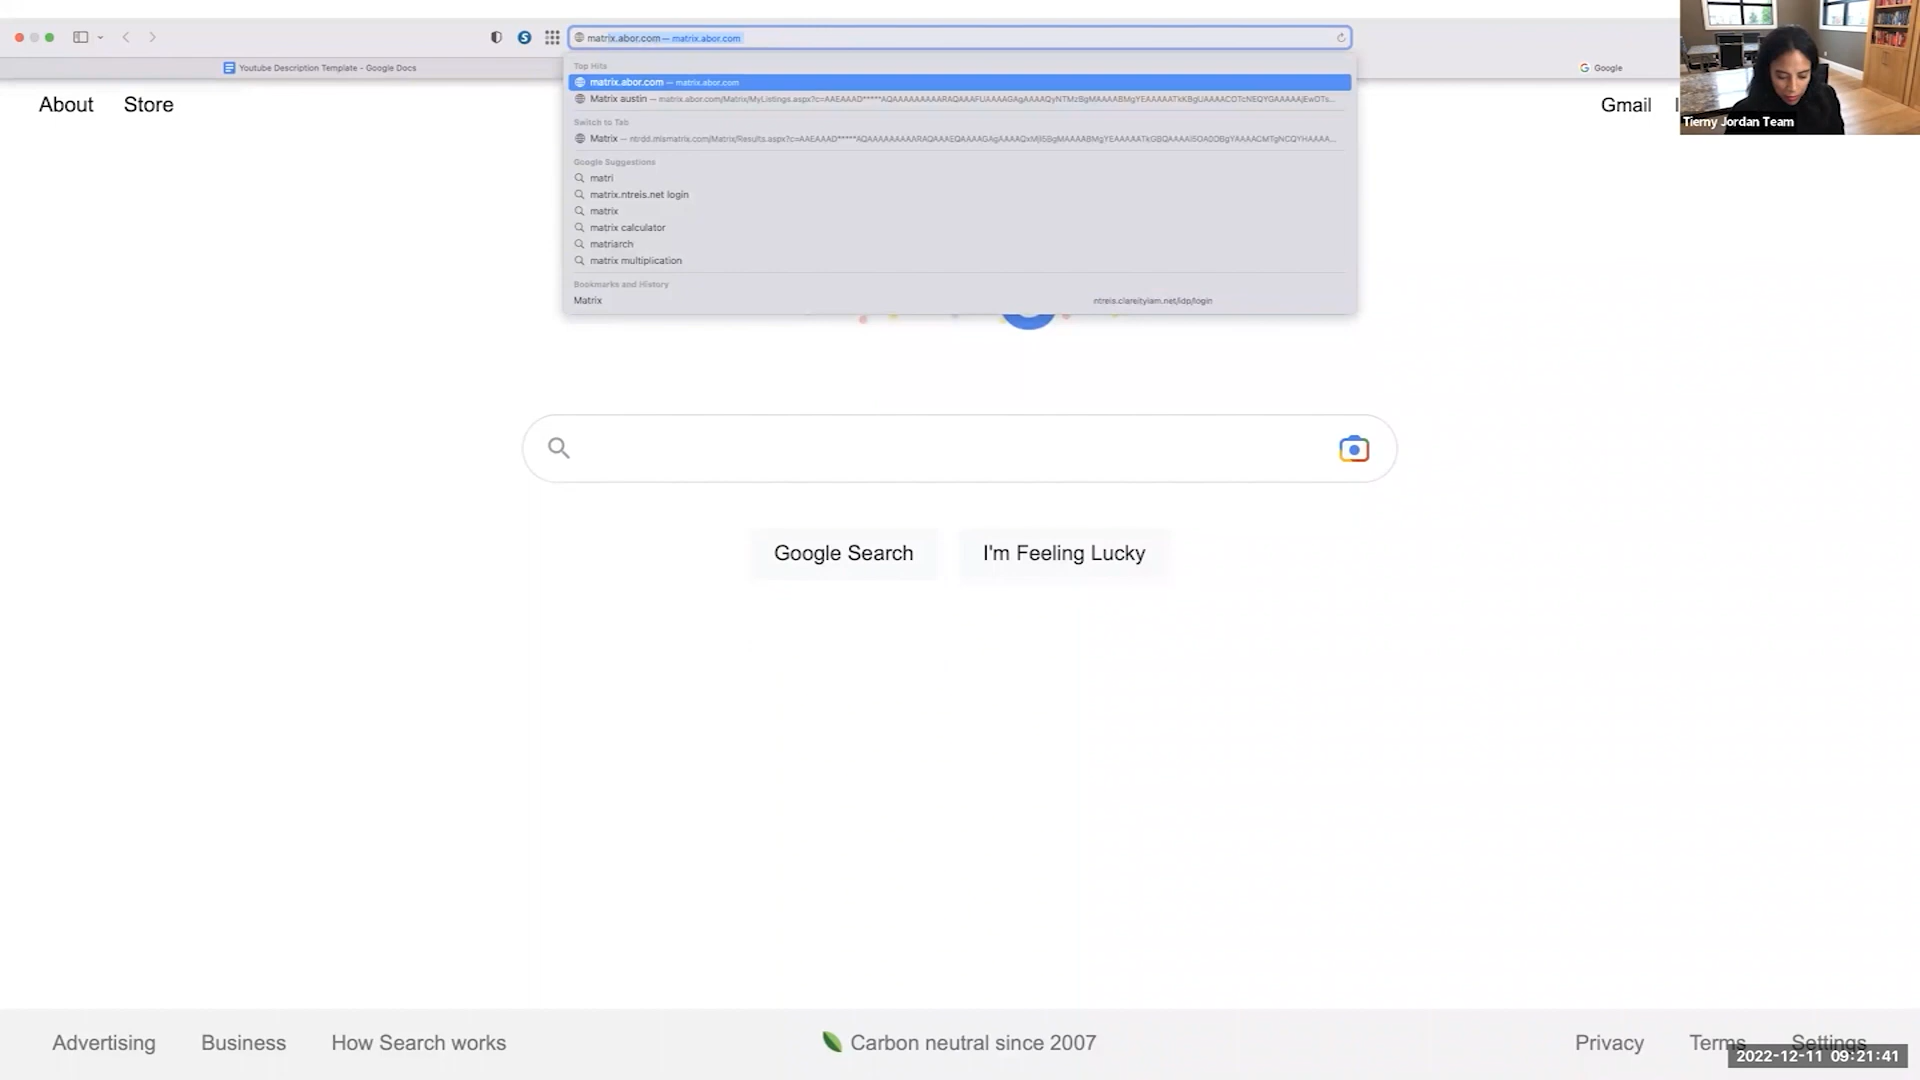 matrix.abor.com — matrix.abor.com
Youtube Description Template - Google Docs
Google
Top Hits
matrix.abor.com — matrix.abor.com
Matrix austin —
Switch to Tab
Matrix —
Google Suggestions
matri
matrix.ntreis.net login
matrix
matrix calculator
matriarch
matrix multiplication
Bookmarks and History
Matrix ntreis.clareityiam.net/idp/login
About Store Gmail
Tierny Jordan Team
Google Search I'm Feeling Lucky
Advertising Business How Search works Carbon neutral since 2007 Privacy Terms Settings
2022-12-11 09:21:41